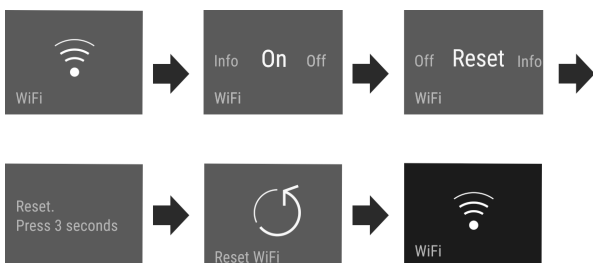 WiFi
Info On Off
WiFi
Off Reset Info
WiFi
Reset.
Press 3 seconds
Reset WiFi
WiFi